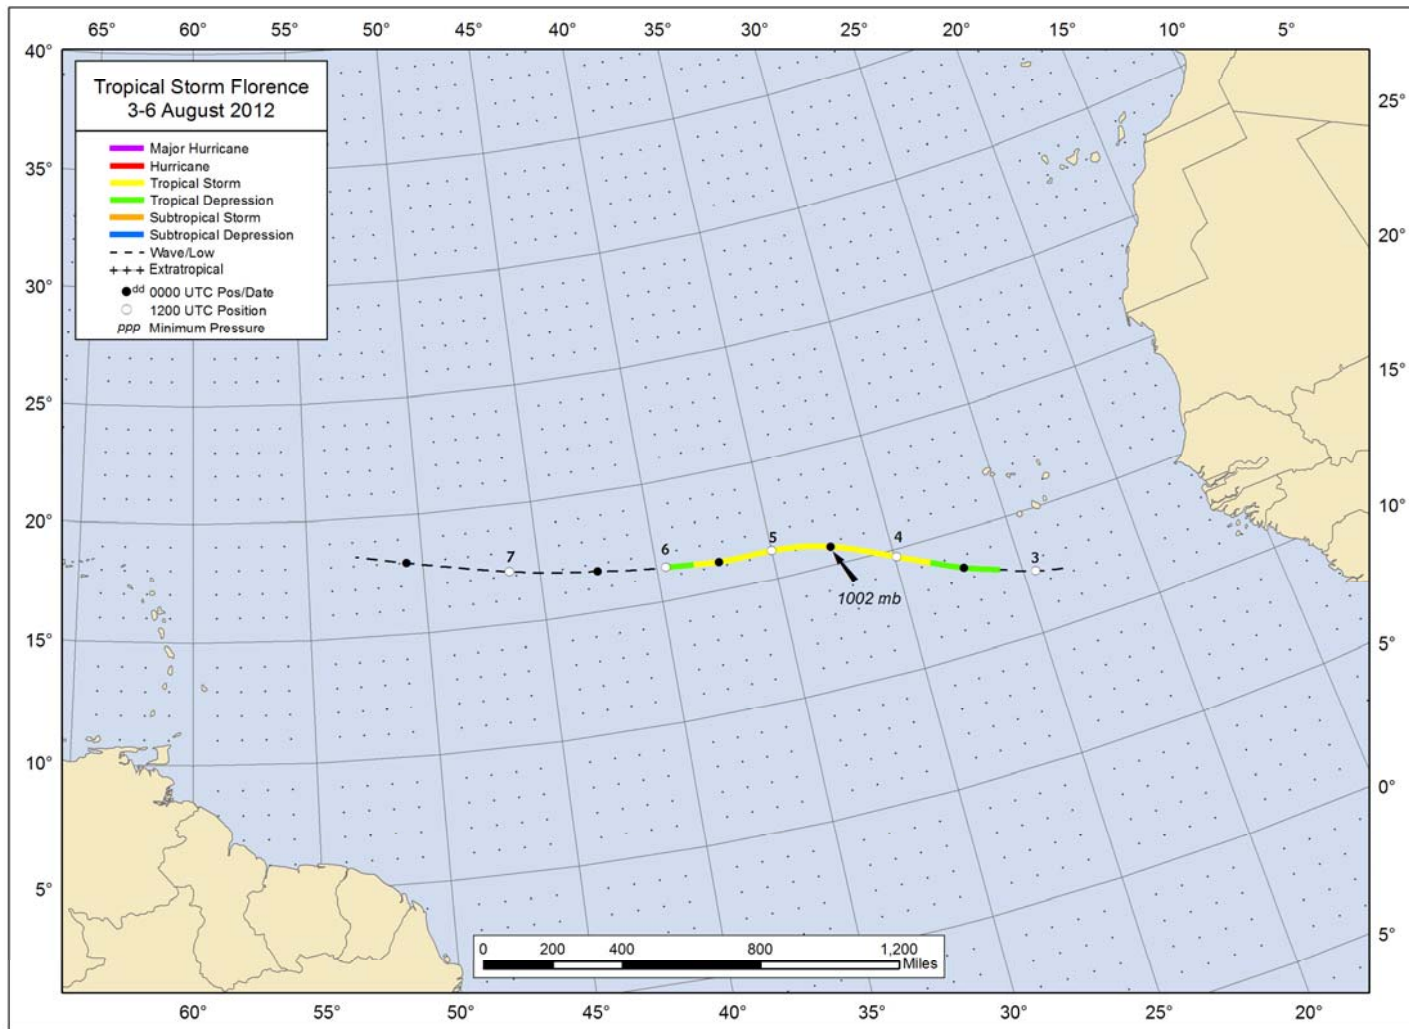 65° 60° 55° 50° 45° 40° 35° 30° 25° 20° 15° 10° 5°
40°
Tropical Storm Florence
3-6 August 2012
Major Hurricane
Hurricane
Tropical Storm
Tropical Depression
Subtropical Storm
Subtropical Depression
Wave/Low
+++ Extratropical
dd 0000 UTC Pos/Date
1200 UTC Position
ppp Minimum Pressure
25°
35°
20°
30°
15°
25°
10°
20°
7 6 5 4 3
1002 mb
15°
5°
10°
0°
5°
5°
0 200 400 800 1,200
Miles
60° 55° 50° 45° 40° 35° 30° 25° 20°